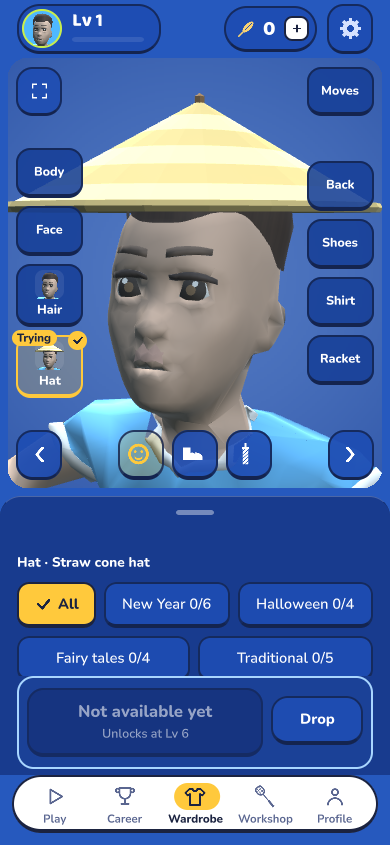 Lv 1
0 +
Moves
Body
Back
Face
Shoes
Hair
Shirt
Trying
Hat
Racket
Hat · Straw cone hat
All
New Year 0/6
Halloween 0/4
Fairy tales 0/4
Traditional 0/5
Not available yet
Unlocks at Lv 6
Drop
Play
Career
Wardrobe
Workshop
Profile